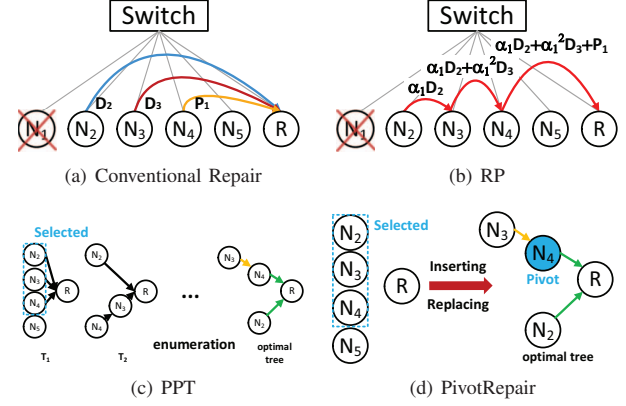 Switch
D₂ D₃ P₁
N₁ N₂ N₃ N₄ N₅ R
(a) Conventional Repair
Switch
α₁D₂+α₁²D₃+P₁
α₁D₂+α₁²D₃
α₁D₂
N₁ N₂ N₃ N₄ N₅ R
(b) RP
Selected
N₂
N₃
N₄
N₅
R
T₁
N₂
N₃
N₄
R
T₂
...
enumeration
N₃
N₄
R
N₂
optimal tree
(c) PPT
Selected
N₂
N₃
N₄
N₅
R
Inserting
Replacing
N₃
N₄
Pivot
R
N₂
optimal tree
(d) PivotRepair